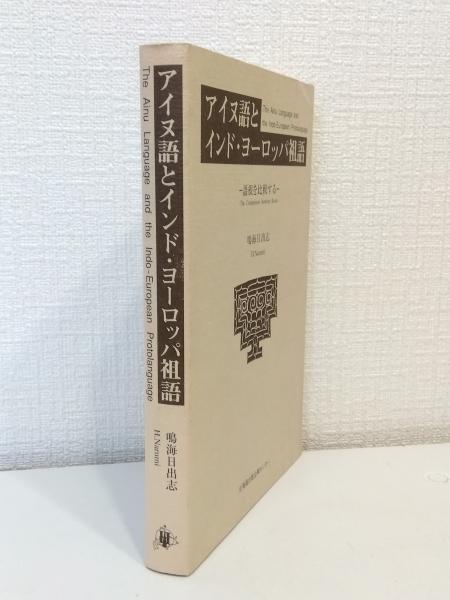 アイヌ語とインド・ヨーロッパ祖語
The Ainu Language and the Indo-European Protolanguage
鳴海日出志
H.Narumi
アイヌ語と
The Ainu Language and
the Indo-European Protolanguage
インド・ヨーロッパ祖語
―語根を比較する―
鳴海日出志
H.Narumi